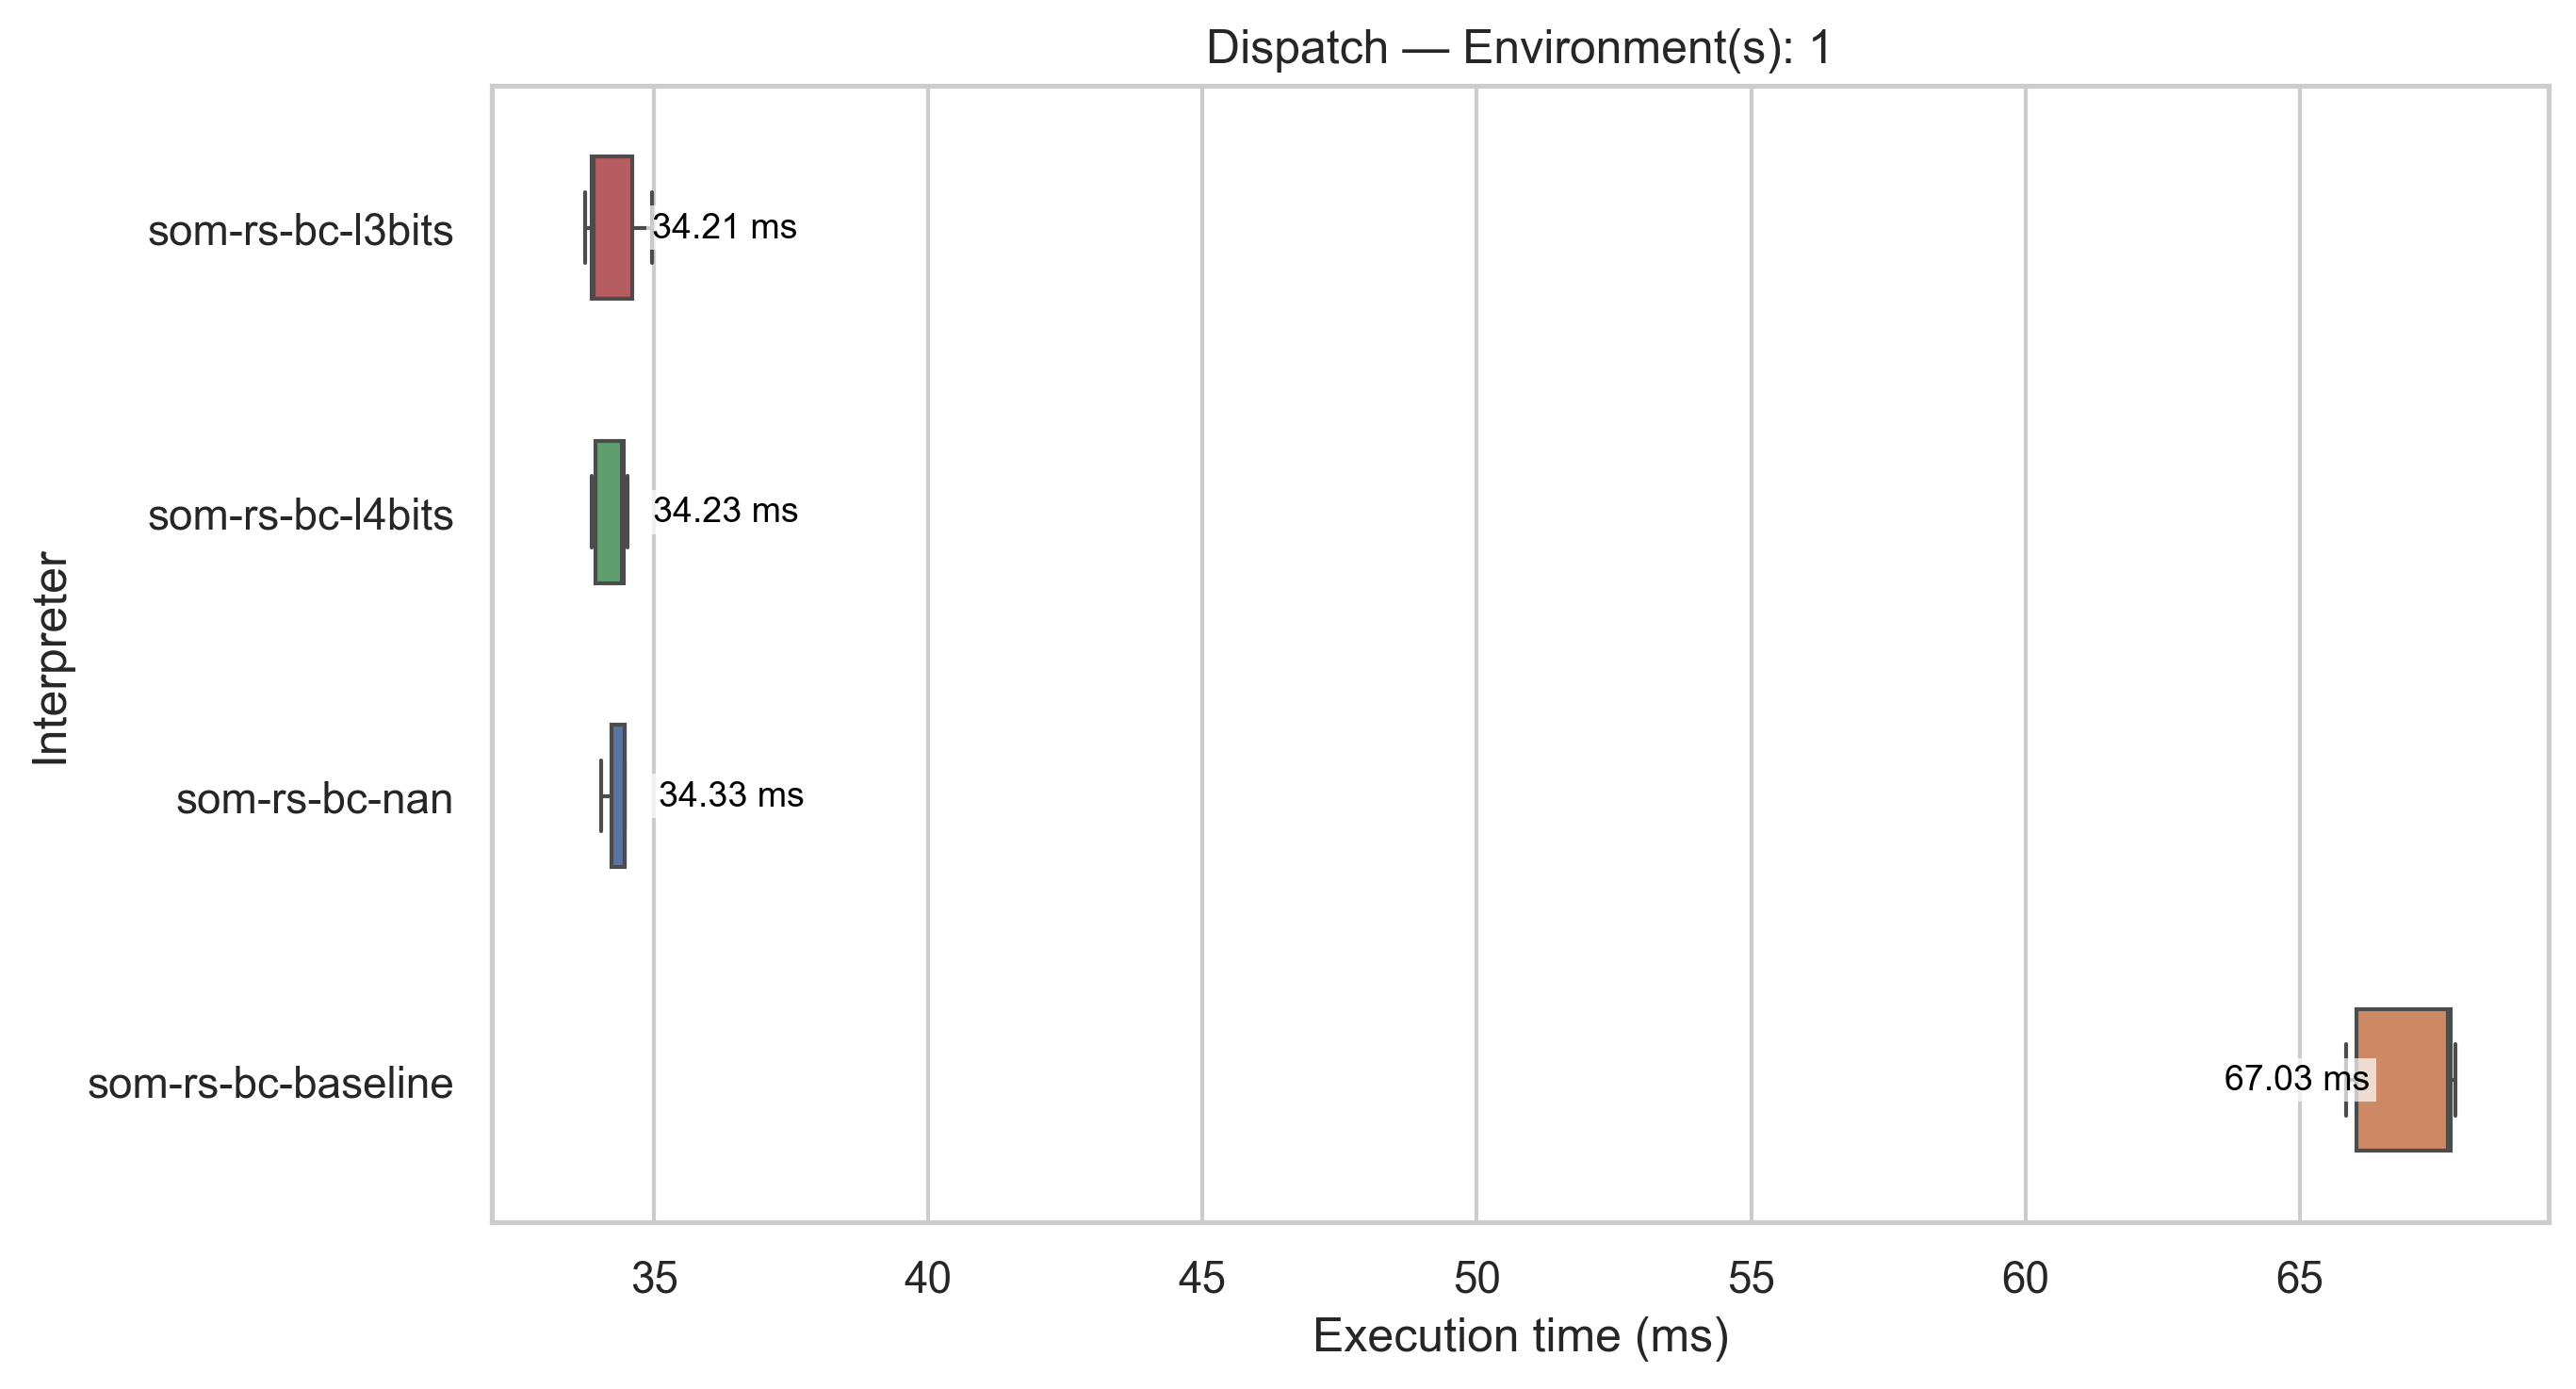 Dispatch — Environment(s): 1
som-rs-bc-l3bits
34.21 ms
som-rs-bc-l4bits
34.23 ms
som-rs-bc-nan
34.33 ms
som-rs-bc-baseline
67.03 ms
Interpreter
35 40 45 50 55 60 65
Execution time (ms)